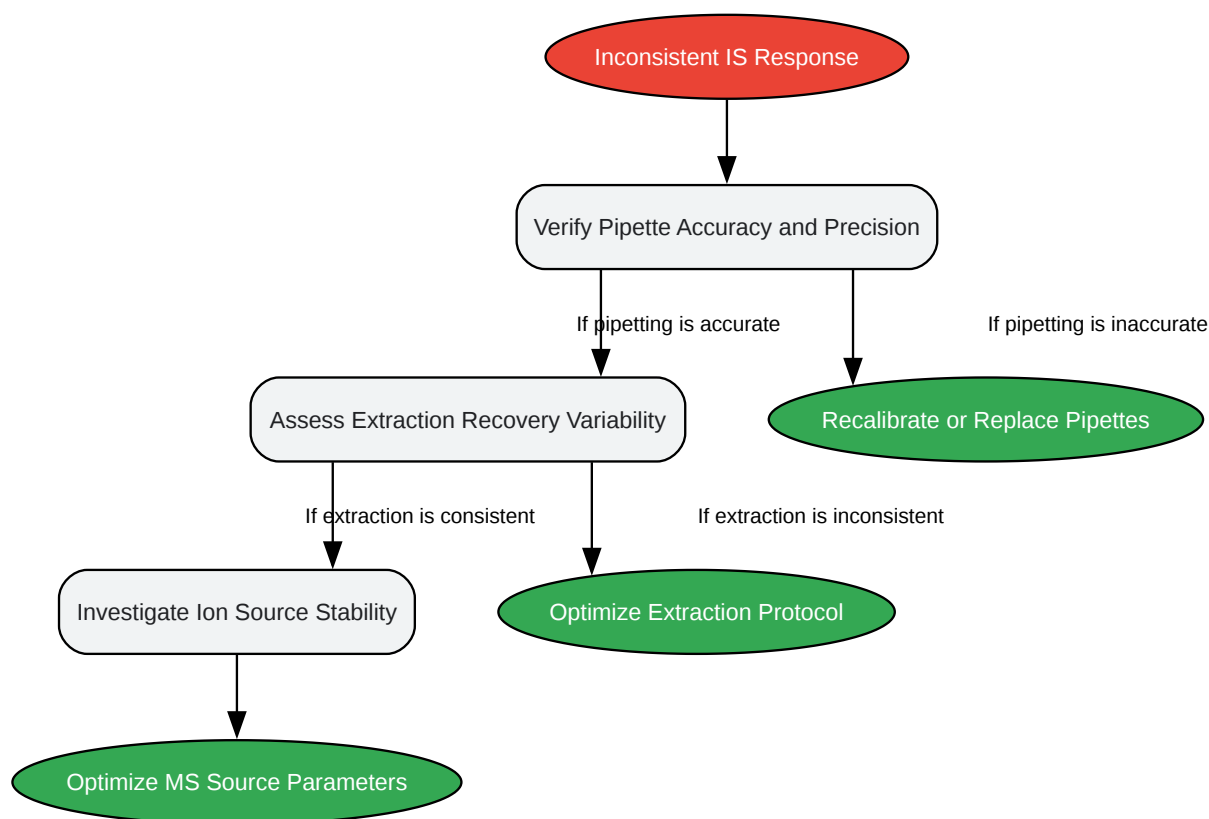 Inconsistent IS Response
Verify Pipette Accuracy and Precision
If pipetting is accurate
If pipetting is inaccurate
Assess Extraction Recovery Variability
Recalibrate or Replace Pipettes
If extraction is consistent
If extraction is inconsistent
Investigate Ion Source Stability
Optimize Extraction Protocol
Optimize MS Source Parameters